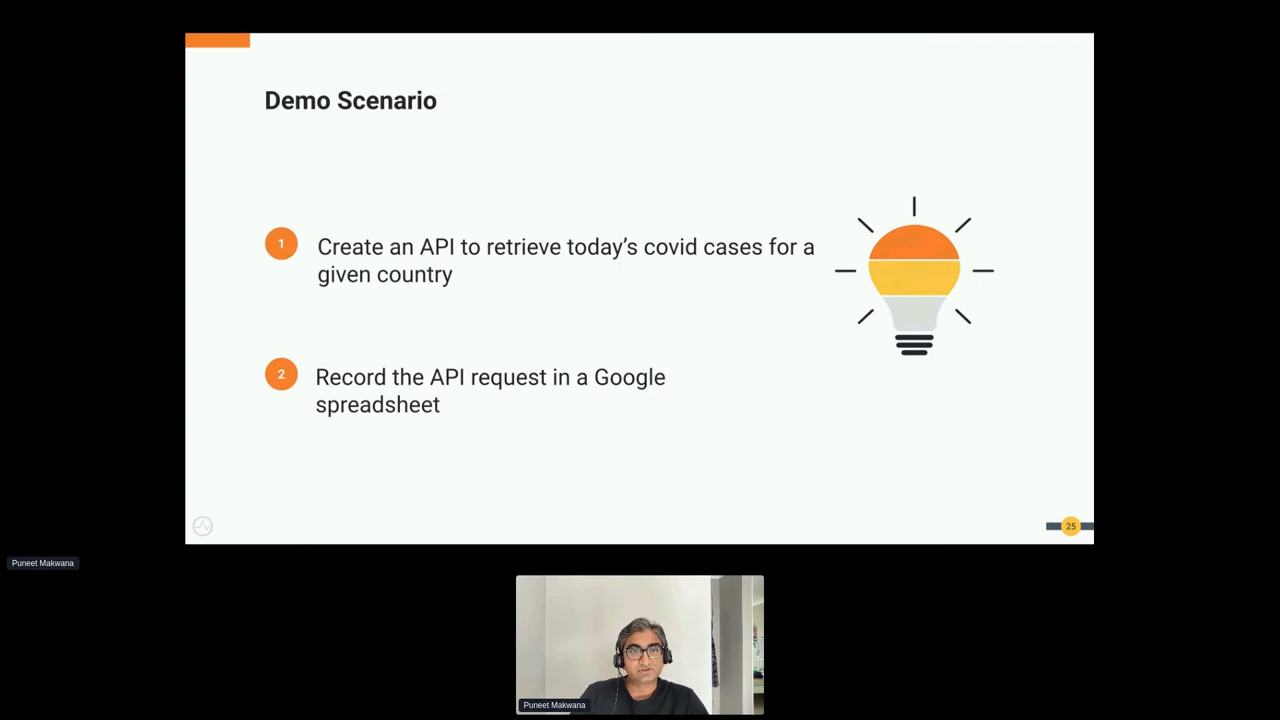 Demo Scenario
1
Create an API to retrieve today’s covid cases for a
given country
2
Record the API request in a Google
spreadsheet
25
Puneet Makwana
Puneet Makwana